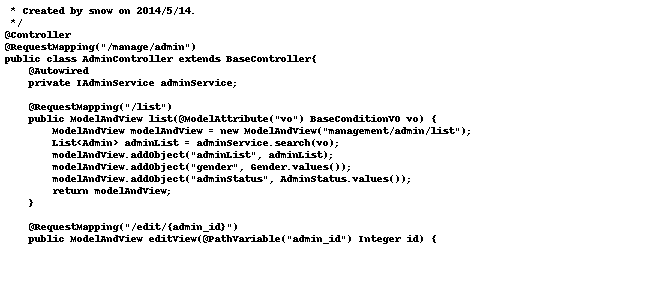 * Created by snow on 2014/5/14.
 */
@Controller
@RequestMapping("/manage/admin")
public class AdminController extends BaseController{
    @Autowired
    private IAdminService adminService;

    @RequestMapping("/list")
    public ModelAndView list(@ModelAttribute("vo") BaseConditionVO vo) {
        ModelAndView modelAndView = new ModelAndView("management/admin/list");
        List<Admin> adminList = adminService.search(vo);
        modelAndView.addObject("adminList", adminList);
        modelAndView.addObject("gender", Gender.values());
        modelAndView.addObject("adminStatus", AdminStatus.values());
        return modelAndView;
    }

    @RequestMapping("/edit/{admin_id}")
    public ModelAndView editView(@PathVariable("admin_id") Integer id) {